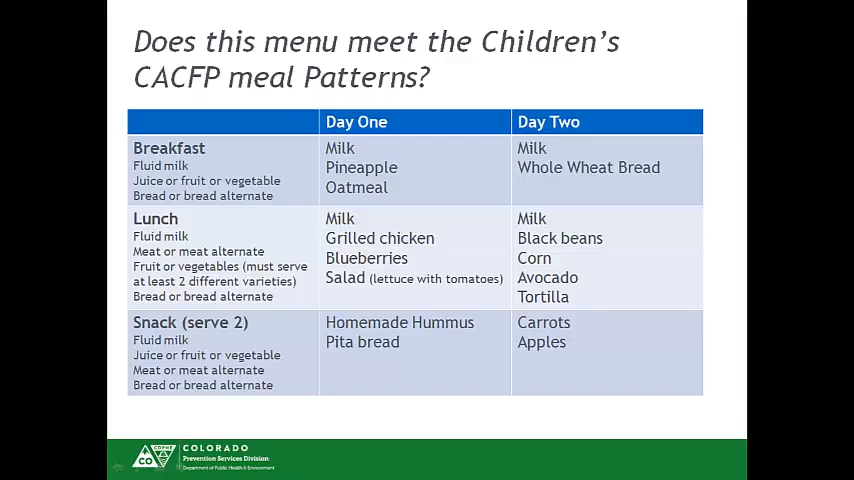 Does this menu meet the Children's
CACFP meal Patterns?
Day One
Day Two
Breakfast
Fluid milk
Juice or fruit or vegetable
Bread or bread alternate
Milk
Pineapple
Oatmeal
Milk
Whole Wheat Bread
Lunch
Fluid milk
Meat or meat alternate
Fruit or vegetables (must serve
at least 2 different varieties)
Bread or bread alternate
Milk
Grilled chicken
Blueberries
Salad (lettuce with tomatoes)
Milk
Black beans
Corn
Avocado
Tortilla
Snack (serve 2)
Fluid milk
Juice or fruit or vegetable
Meat or meat alternate
Bread or bread alternate
Homemade Hummus
Pita bread
Carrots
Apples
CO
CDPHE
COLORADO
Prevention Services Division
Department of Public Health & Environment